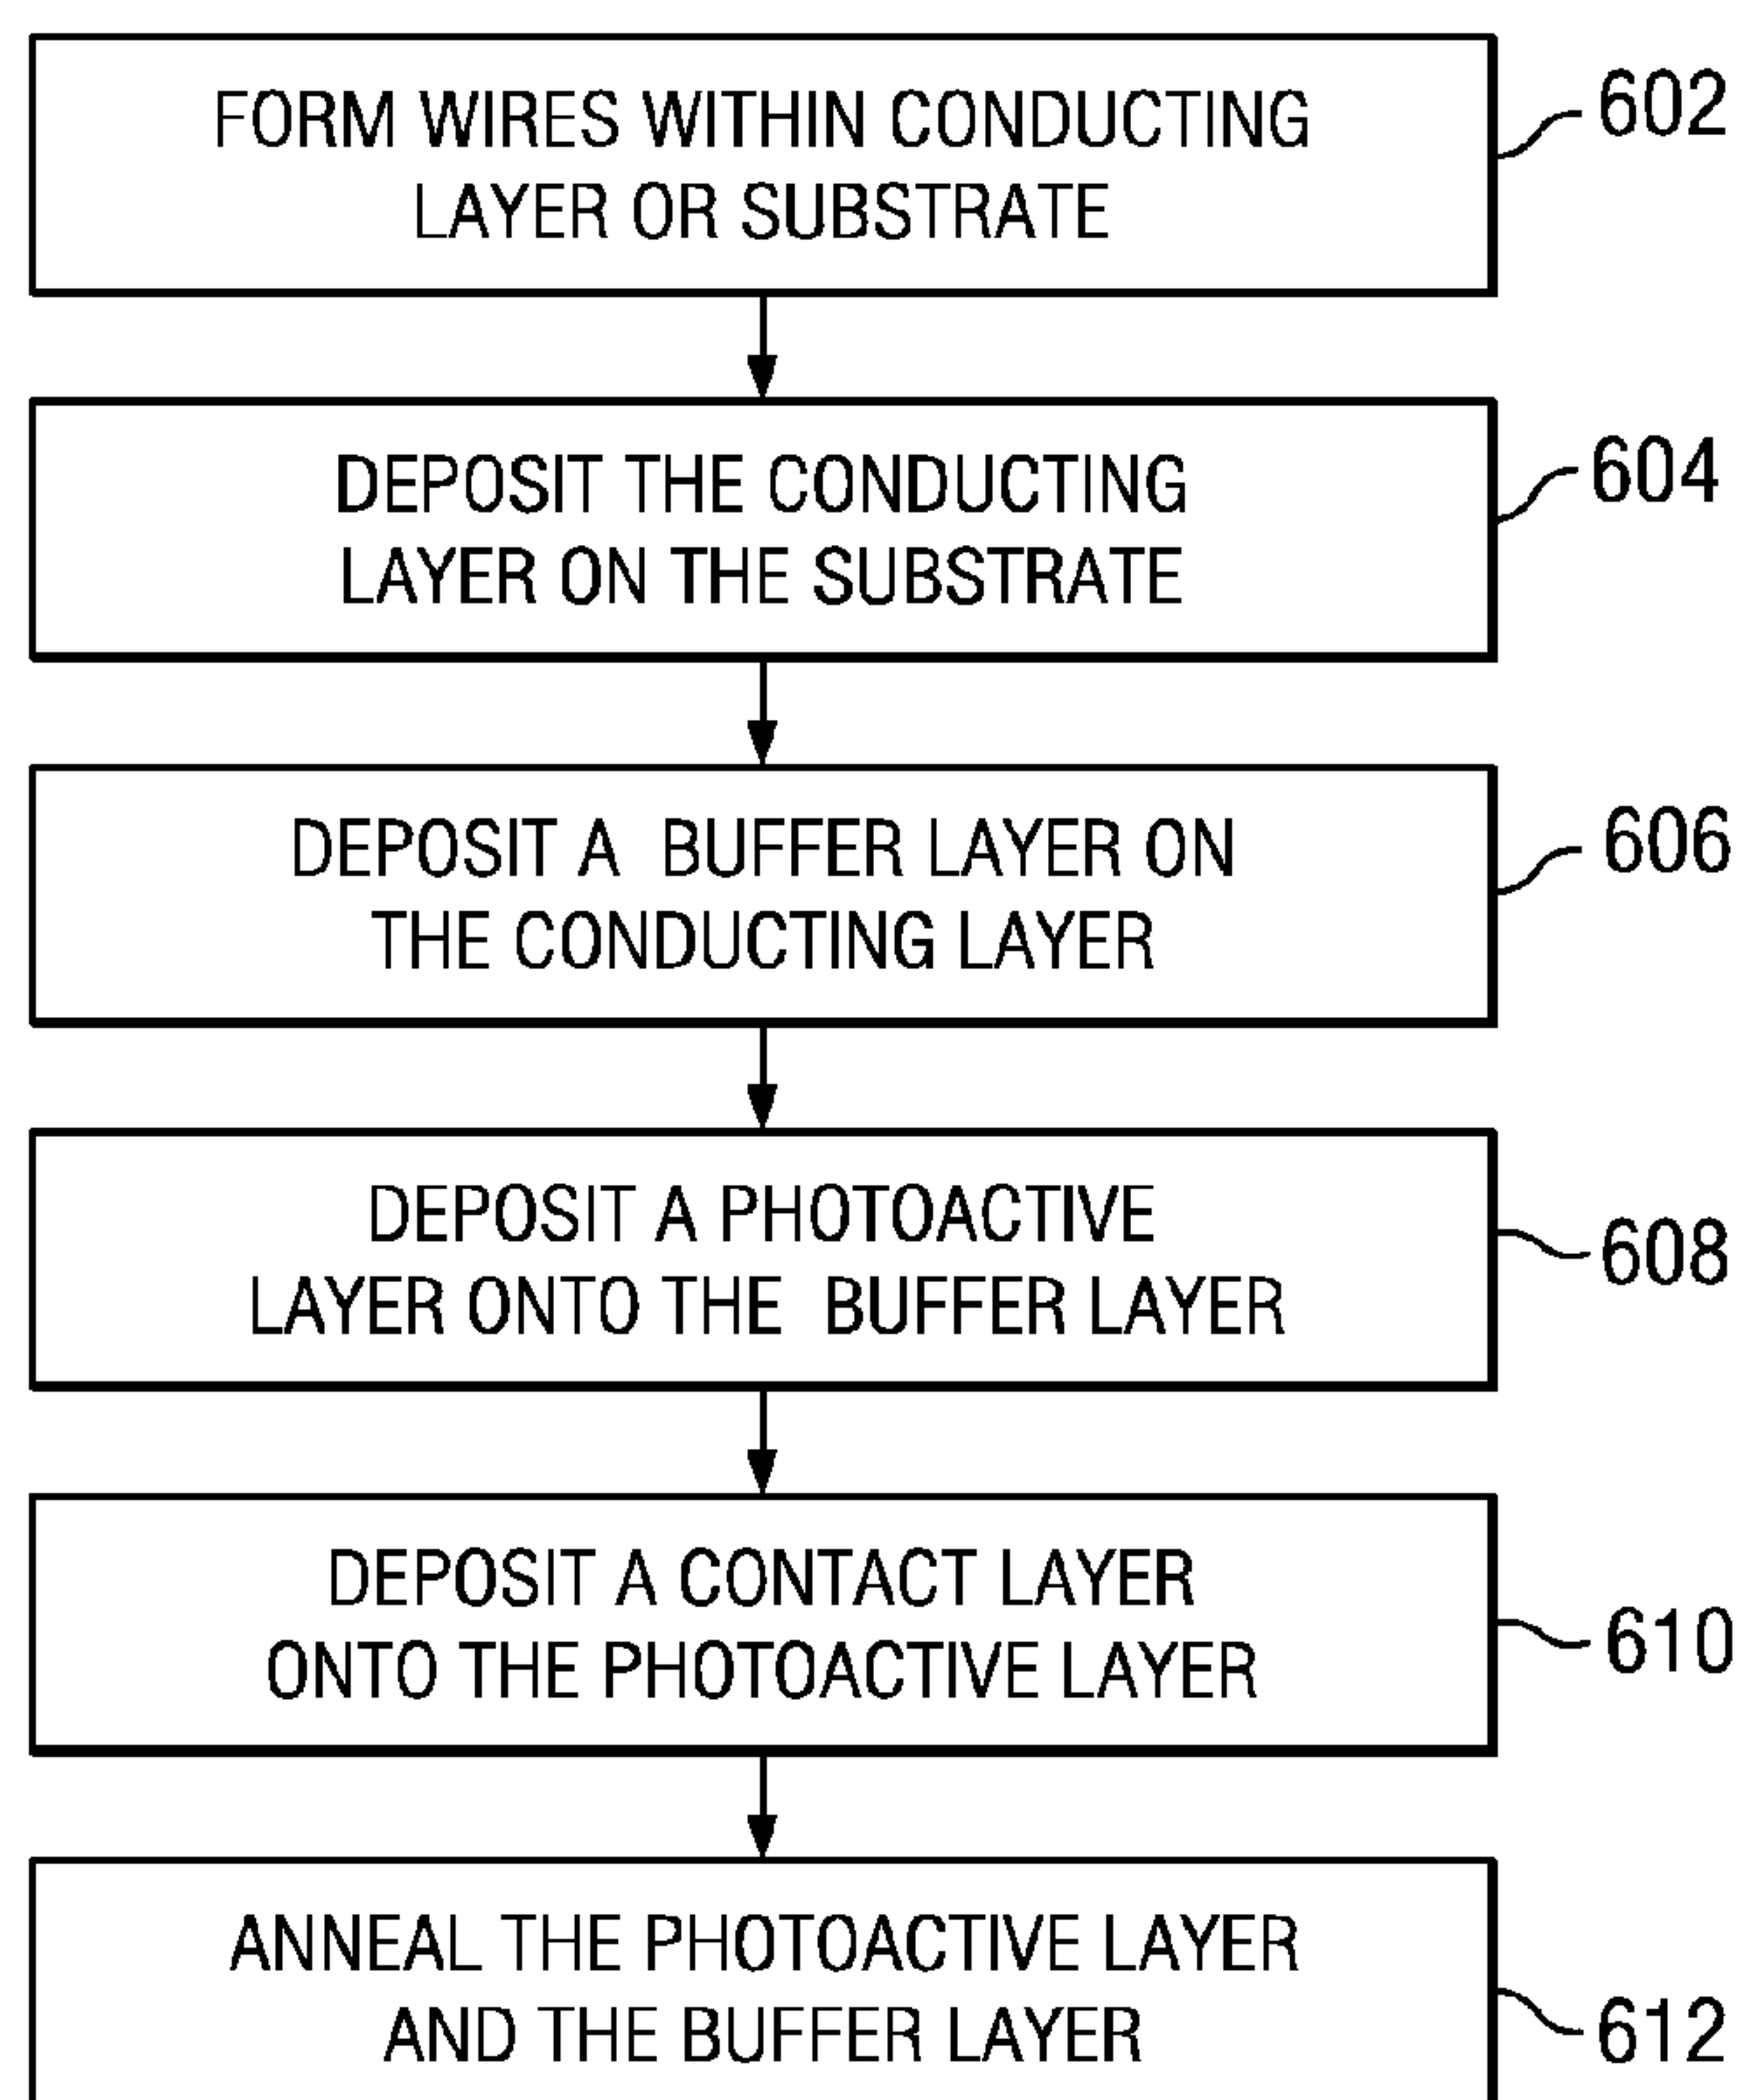 FORM WIRES WITHIN CONDUCTING
LAYER OR SUBSTRATE
602
DEPOSIT THE CONDUCTING
LAYER ON THE SUBSTRATE
604
DEPOSIT A BUFFER LAYER ON
THE CONDUCTING LAYER
606
DEPOSIT A PHOTOACTIVE
LAYER ONTO THE BUFFER LAYER
608
DEPOSIT A CONTACT LAYER
ONTO THE PHOTOACTIVE LAYER
610
ANNEAL THE PHOTOACTIVE LAYER
AND THE BUFFER LAYER
612